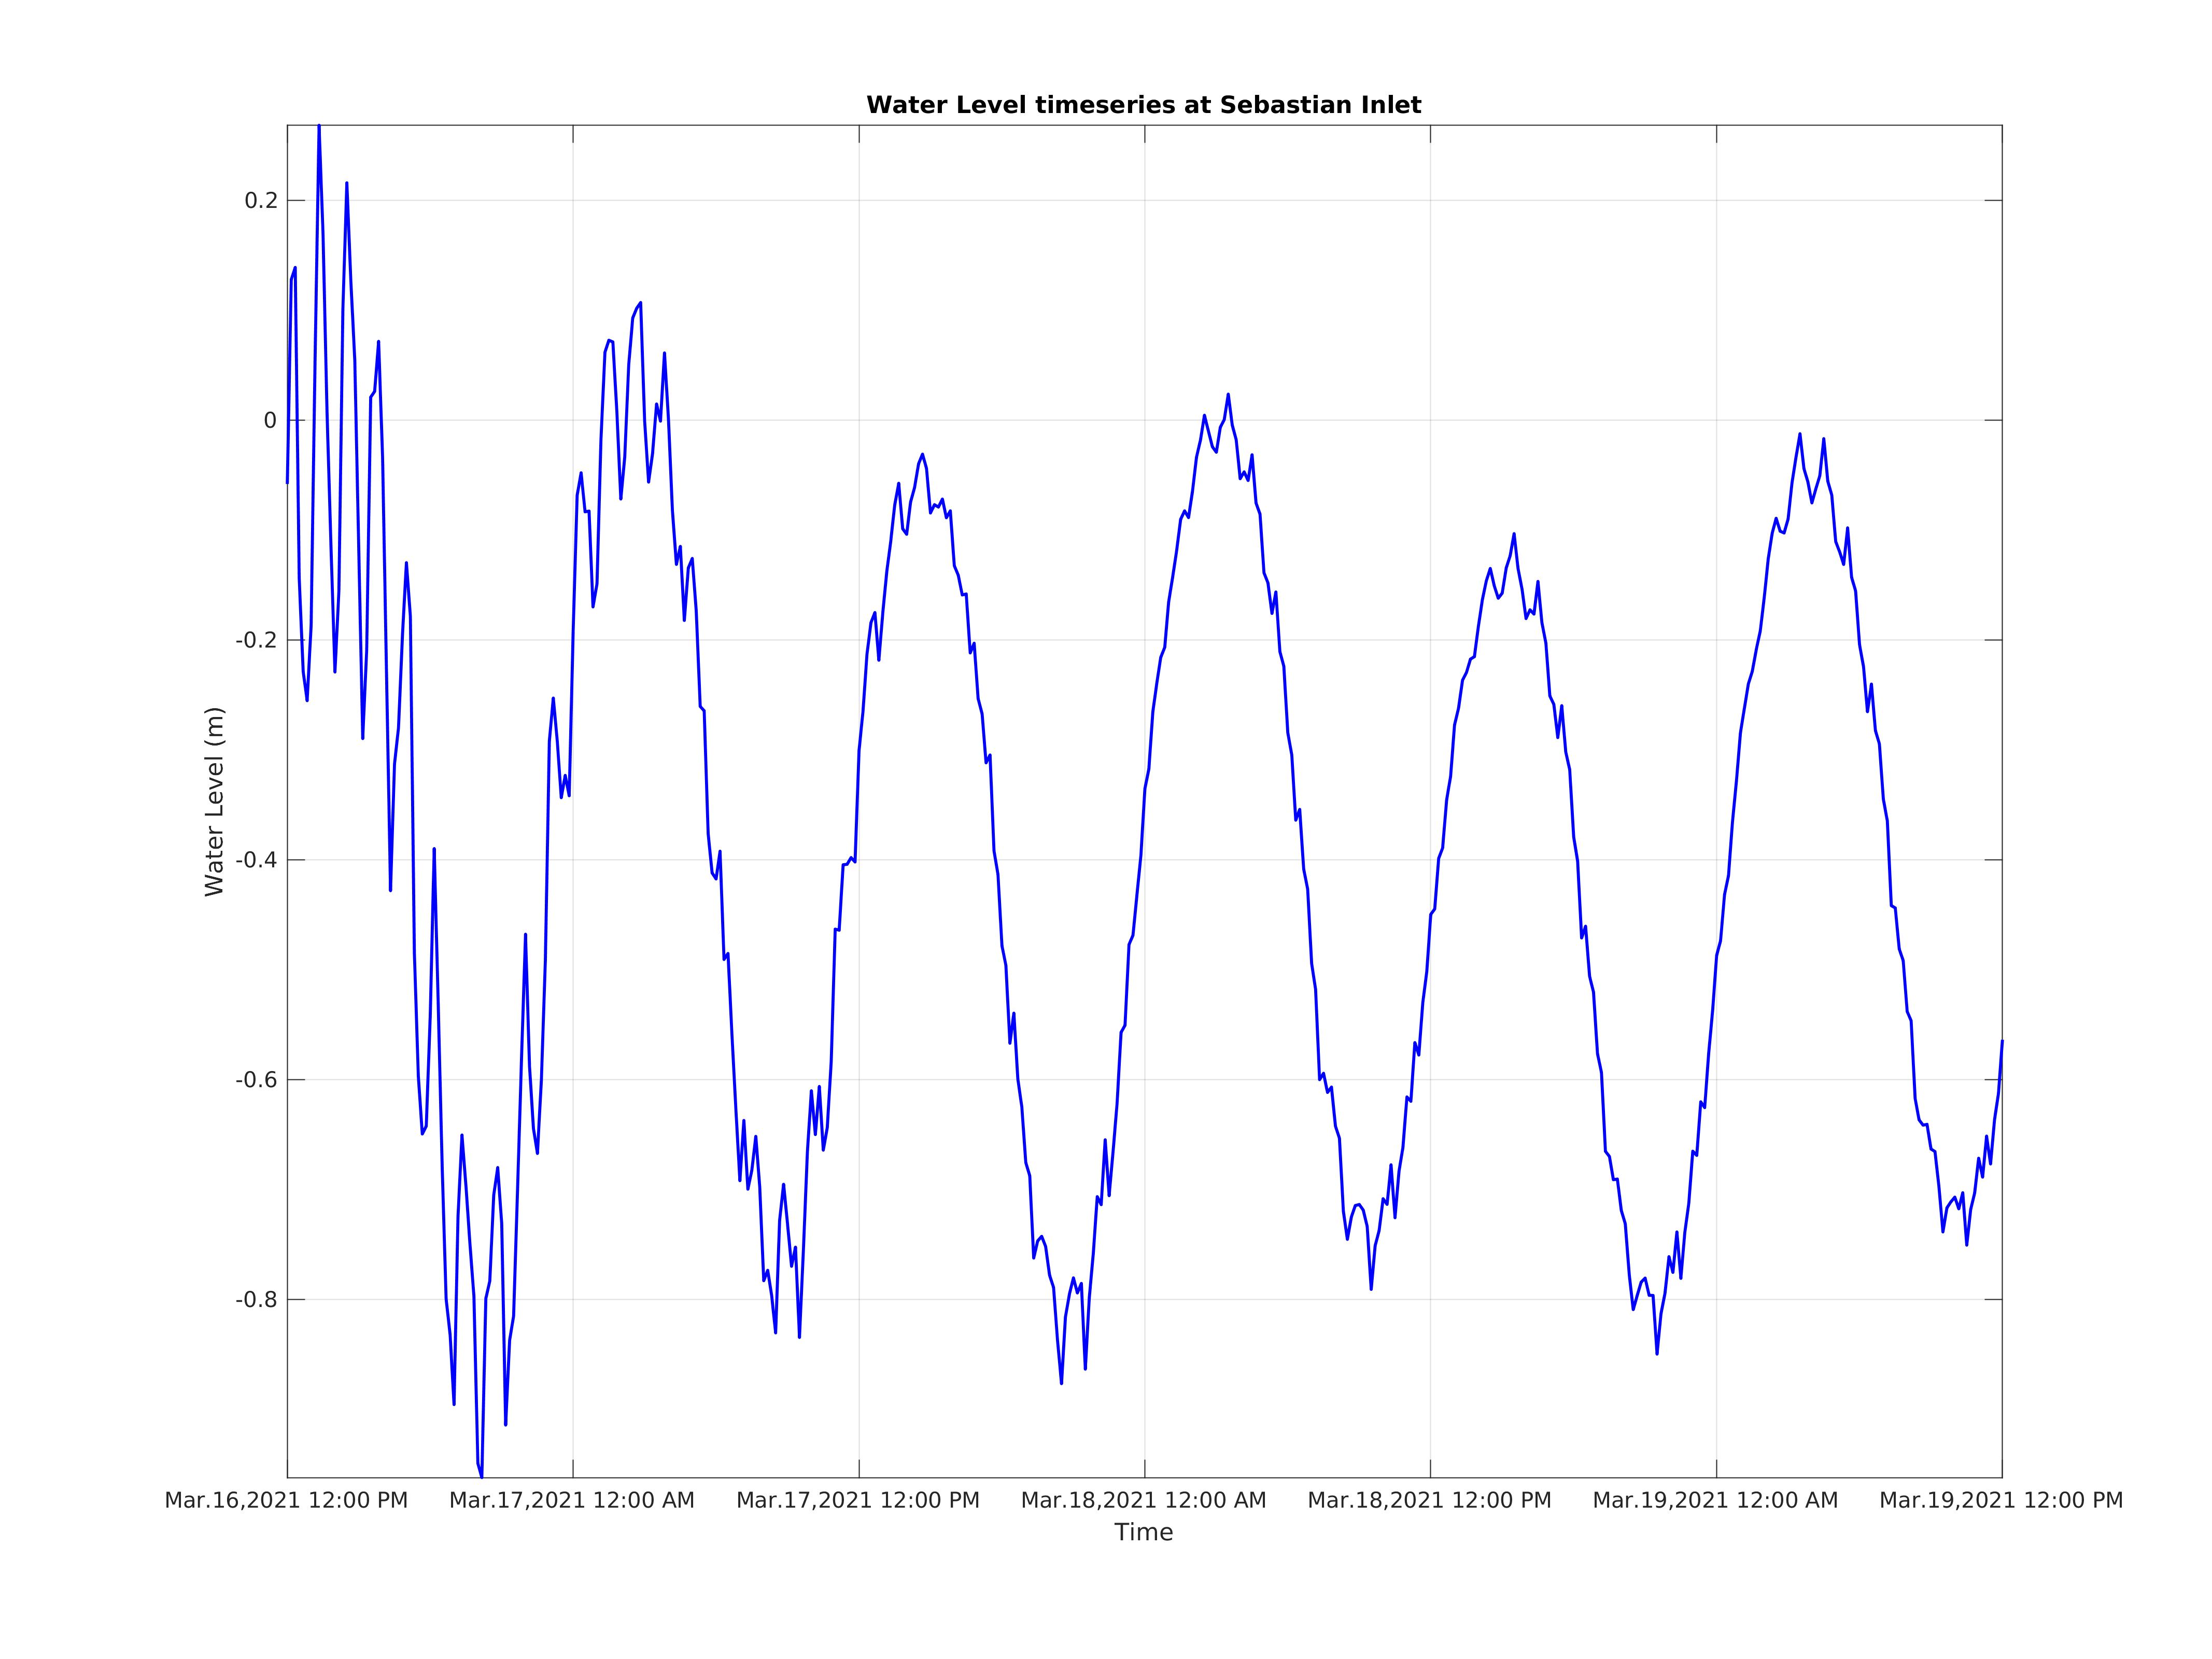 Water Level timeseries at Sebastian Inlet
0.2
0
-0.2
-0.4
-0.6
-0.8
Water Level (m)
Mar.16,2021 12:00 PM Mar.17,2021 12:00 AM Mar.17,2021 12:00 PM Mar.18,2021 12:00 AM Mar.18,2021 12:00 PM Mar.19,2021 12:00 AM Mar.19,2021 12:00 PM
Time